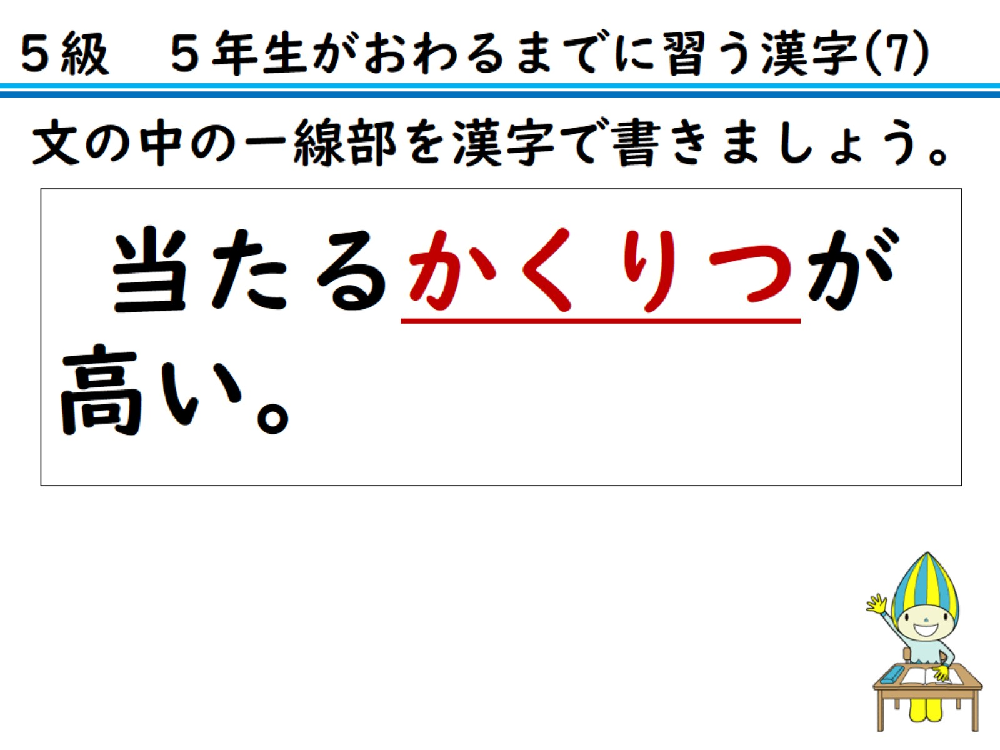 5級　5年生がおわるまでに習う漢字(7)
文の中の一線部を漢字で書きましょう。
当たるかくりつが
高い。